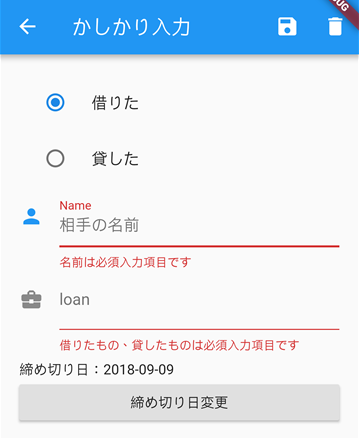 かしかり入力
借りた
貸した
Name
相手の名前
名前は必須入力項目です
loan
借りたもの、貸したものは必須入力項目です
締め切り日：2018-09-09
締め切り日変更